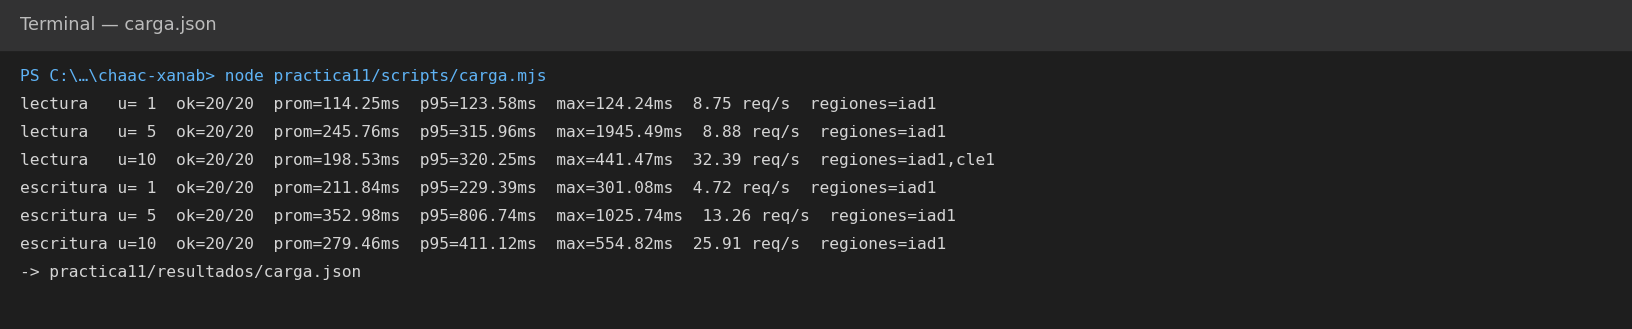 Terminal — carga.json
PS C:\…\chaac-xanab> node practica11/scripts/carga.mjs
lectura   u= 1  ok=20/20  prom=114.25ms  p95=123.58ms  max=124.24ms  8.75 req/s  regiones=iad1
lectura   u= 5  ok=20/20  prom=245.76ms  p95=315.96ms  max=1945.49ms  8.88 req/s  regiones=iad1
lectura   u=10  ok=20/20  prom=198.53ms  p95=320.25ms  max=441.47ms  32.39 req/s  regiones=iad1,cle1
escritura u= 1  ok=20/20  prom=211.84ms  p95=229.39ms  max=301.08ms  4.72 req/s  regiones=iad1
escritura u= 5  ok=20/20  prom=352.98ms  p95=806.74ms  max=1025.74ms  13.26 req/s  regiones=iad1
escritura u=10  ok=20/20  prom=279.46ms  p95=411.12ms  max=554.82ms  25.91 req/s  regiones=iad1
-> practica11/resultados/carga.json